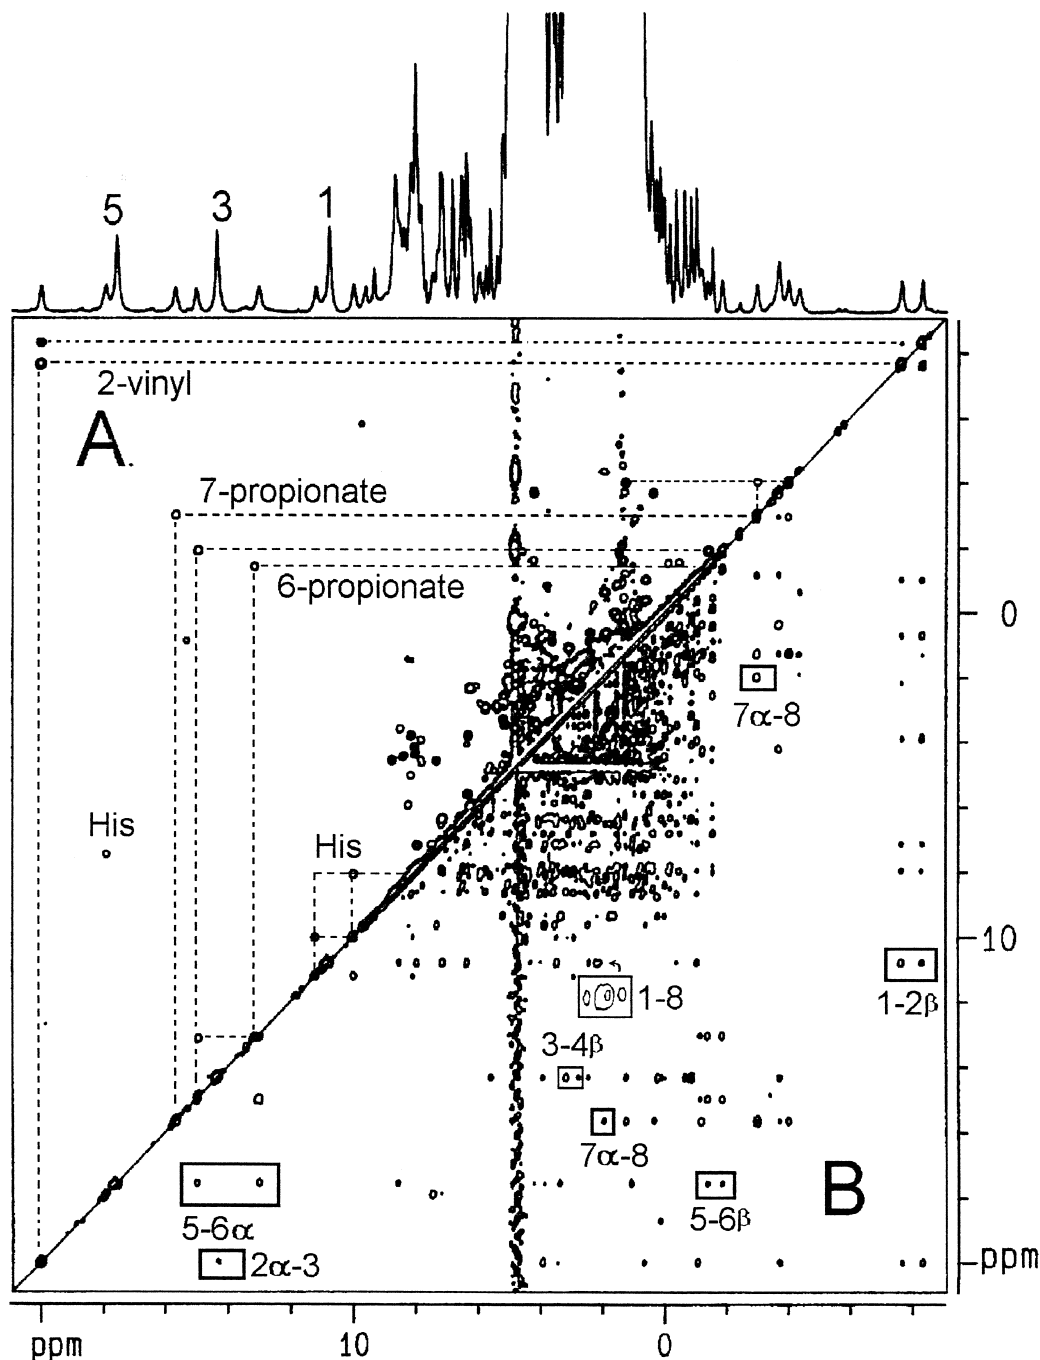 5 3 1
2-vinyl
A.
7-propionate
6-propionate
0
7α-8
His
His
10
1-8
1-2β
3-4β
7α-8
B
5-6α
5-6β
2α-3
ppm
ppm 10 0